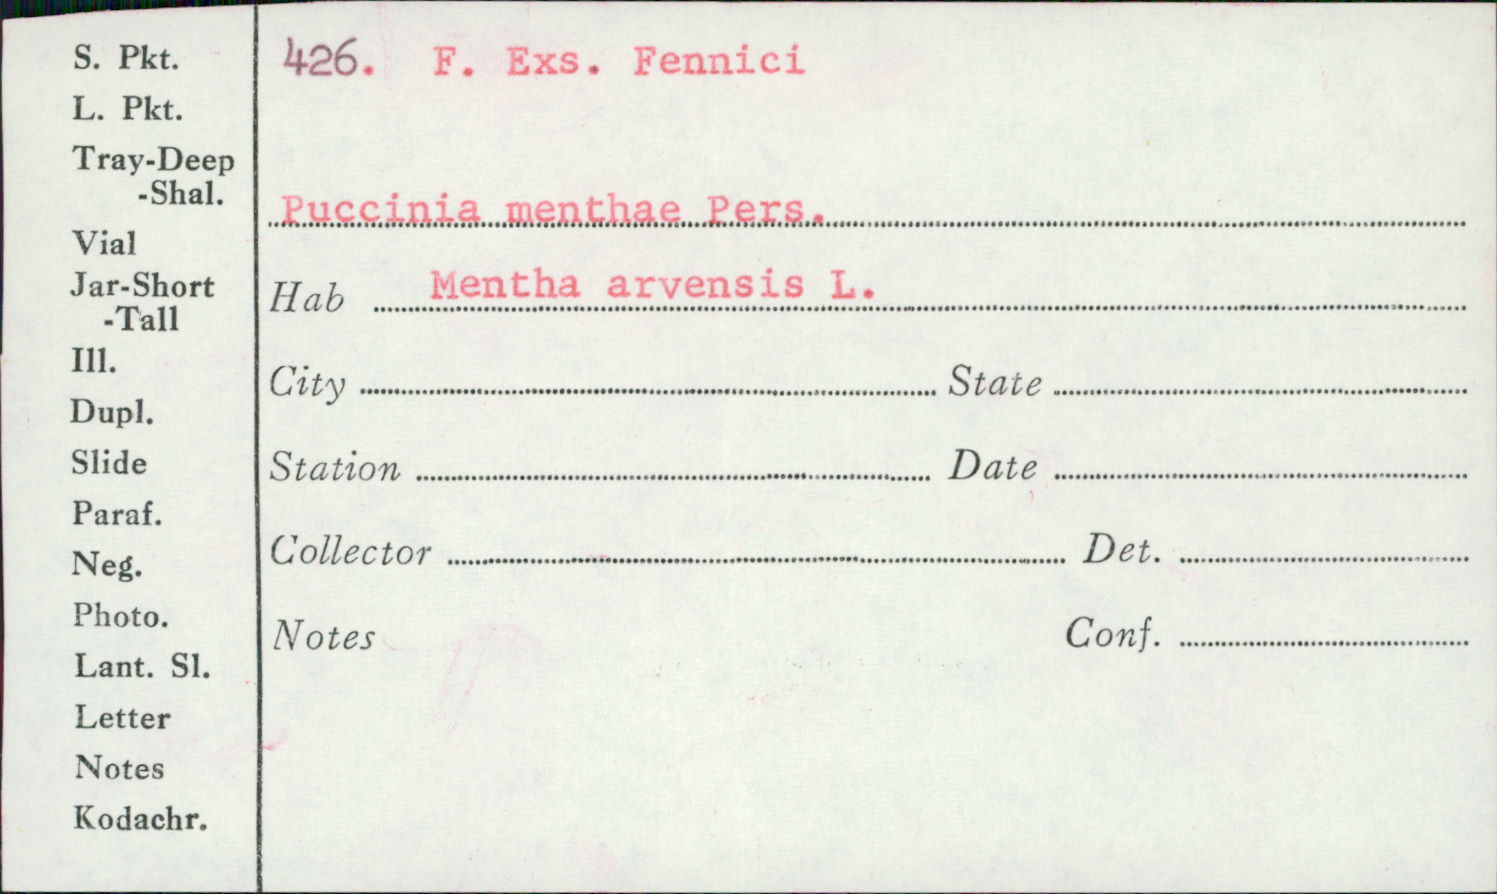 S. Pkt.
L. Pkt.
Tray-Deep
-Shal.
Vial
Jar-Short
-Tall
Ill.
Dupl.
Slide
Paraf.
Neg.
Photo.
Lant. Sl.
Letter
Notes
Kodachr.
426. F. Exs. Fennici
Puccinia menthae Pers.
Hab Mentha arvensis L.
City State
Station Date
Collector Det.
Notes Conf.